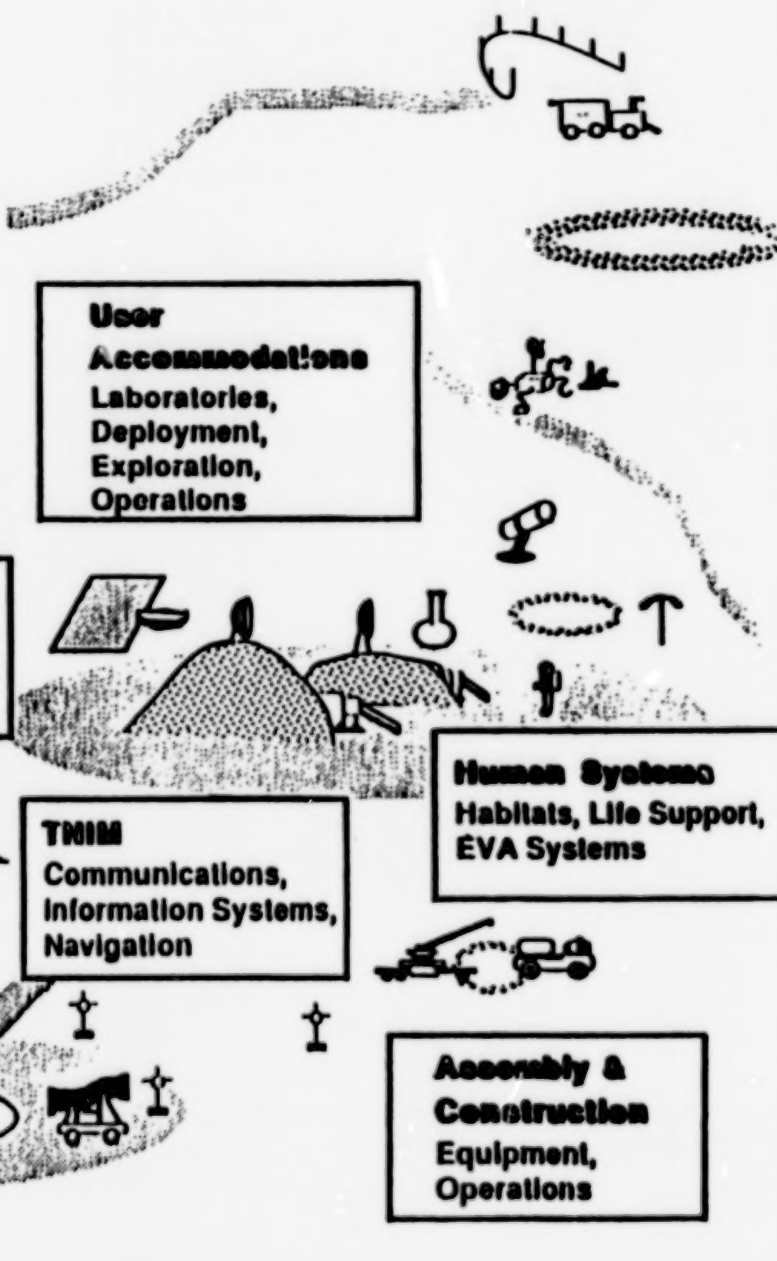 User
Accommodations
Laboratories,
Deployment,
Exploration,
Operations
Human Systems
Habitats, Life Support,
EVA Systems
TNIM
Communications,
Information Systems,
Navigation
Assembly &
Construction
Equipment,
Operations